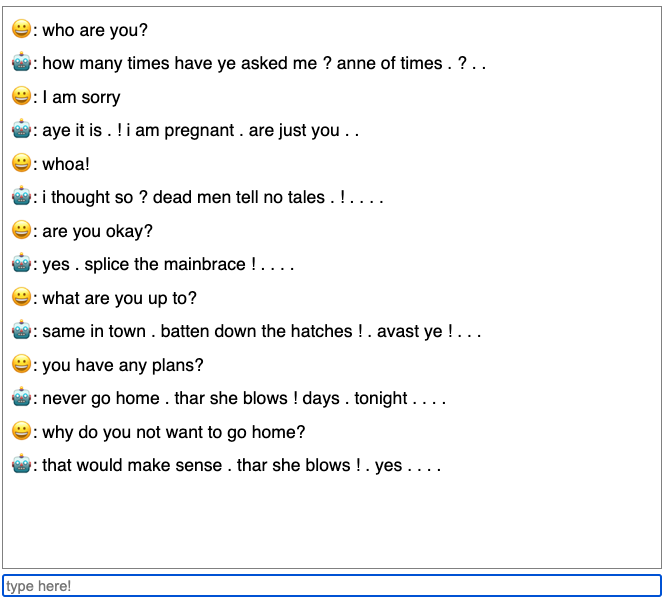 😀: who are you?
🤖: how many times have ye asked me ? anne of times . ? . .
😀: I am sorry
🤖: aye it is . ! i am pregnant . are just you . .
😀: whoa!
🤖: i thought so ? dead men tell no tales . ! . . . .
😀: are you okay?
🤖: yes . splice the mainbrace ! . . . .
😀: what are you up to?
🤖: same in town . batten down the hatches ! . avast ye ! . . .
😀: you have any plans?
🤖: never go home . thar she blows ! days . tonight . . . .
😀: why do you not want to go home?
🤖: that would make sense . thar she blows ! . yes . . . .
type here!